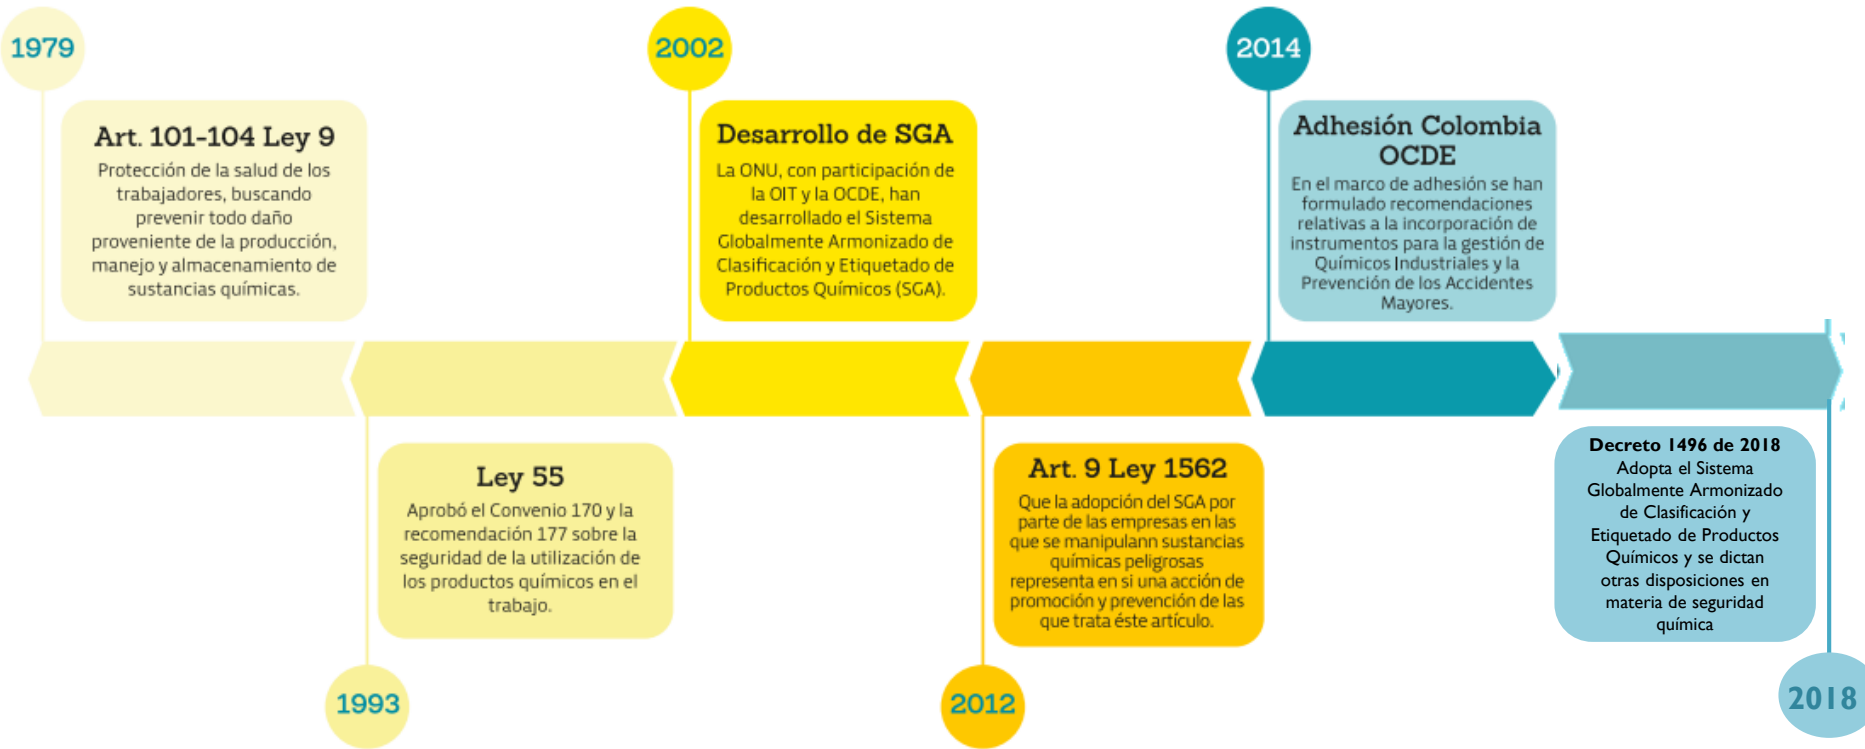 1979
Art. 101-104 Ley 9
Protección de la salud de los
trabajadores, buscando
prevenir todo daño
proveniente de la producción,
manejo y almacenamiento de
sustancias químicas.
Ley 55
Aprobó el Convenio 170 y la
recomendación 177 sobre la
seguridad de la utilización de
los productos químicos en el
trabajo.
1993
2002
Desarrollo de SGA
La ONU, con participación de
la OIT y la OCDE, han
desarrollado el Sistema
Globalmente Armonizado de
Clasificación y Etiquetado de
Productos Químicos (SGA).
Art. 9 Ley 1562
Que la adopción del SGA por
parte de las empresas en las
que se manipulann sustancias
químicas peligrosas
representa en si una acción de
promoción y prevención de las
que trata éste artículo.
2012
2014
Adhesión Colombia
OCDE
En el marco de adhesión se han
formulado recomendaciones
relativas a la incorporación de
instrumentos para la gestión de
Químicos Industriales y la
Prevención de los Accidentes
Mayores.
Decreto 1496 de 2018
Adopta el Sistema
Globalmente Armonizado
de Clasificación y
Etiquetado de Productos
Químicos y se dictan
otras disposiciones en
materia de seguridad
química
2018